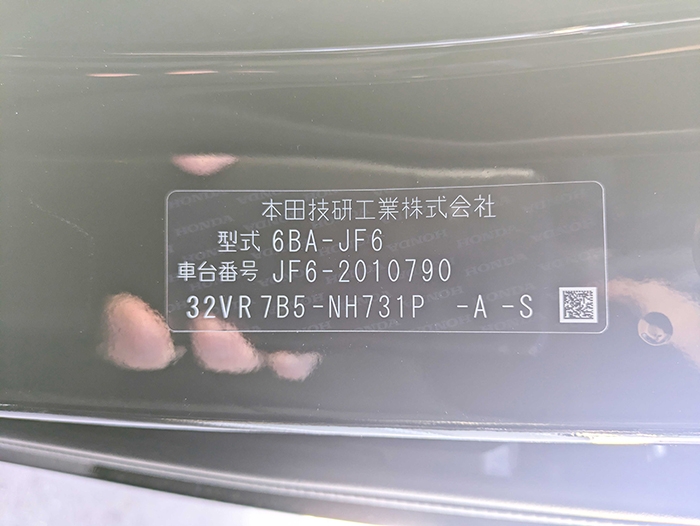 本田技研工業株式会社
型式 6BA-JF6
車台番号 JF6-2010790
32VR 7B5-NH731P -A -S